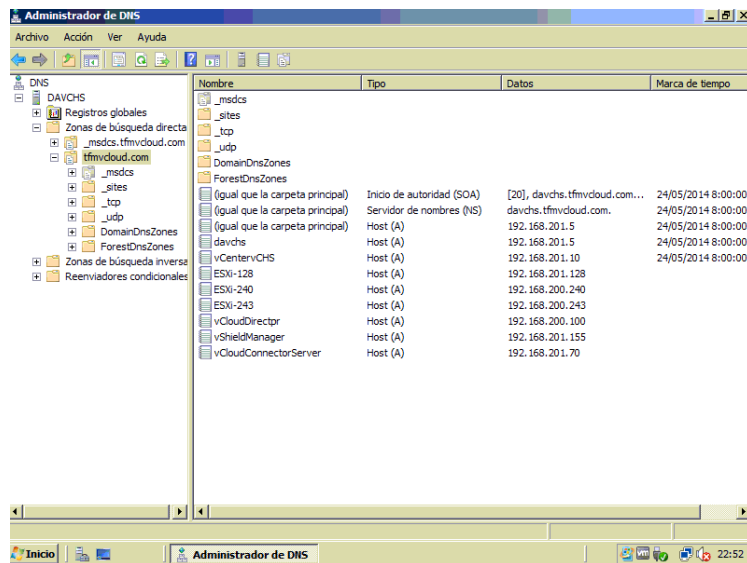 Administrador de DNS
Archivo Acción Ver Ayuda
DNS
DAVCHS
Registros globales
Zonas de búsqueda directa
_msdcs.tfmvcloud.com
tfmvcloud.com
_msdcs
_sites
_tcp
_udp
DomainDnsZones
ForestDnsZones
Zonas de búsqueda inversa
Reenviadores condicionales
Nombre Tipo Datos Marca de tiempo
_msdcs
_sites
_tcp
_udp
DomainDnsZones
ForestDnsZones
(igual que la carpeta principal) Inicio de autoridad (SOA) [20], davchs.tfmvcloud.com... 24/05/2014 8:00:00
(igual que la carpeta principal) Servidor de nombres (NS) davchs.tfmvcloud.com. 24/05/2014 8:00:00
(igual que la carpeta principal) Host (A) 192.168.201.5 24/05/2014 8:00:00
davchs Host (A) 192.168.201.5 24/05/2014 8:00:00
vCentervCHS Host (A) 192.168.201.10 24/05/2014 8:00:00
ESXi-128 Host (A) 192.168.201.128
ESXi-240 Host (A) 192.168.200.240
ESXi-243 Host (A) 192.168.200.243
vCloudDirectpr Host (A) 192.168.200.100
vShieldManager Host (A) 192.168.201.155
vCloudConnectorServer Host (A) 192.168.201.70
Inicio Administrador de DNS vm 22:52